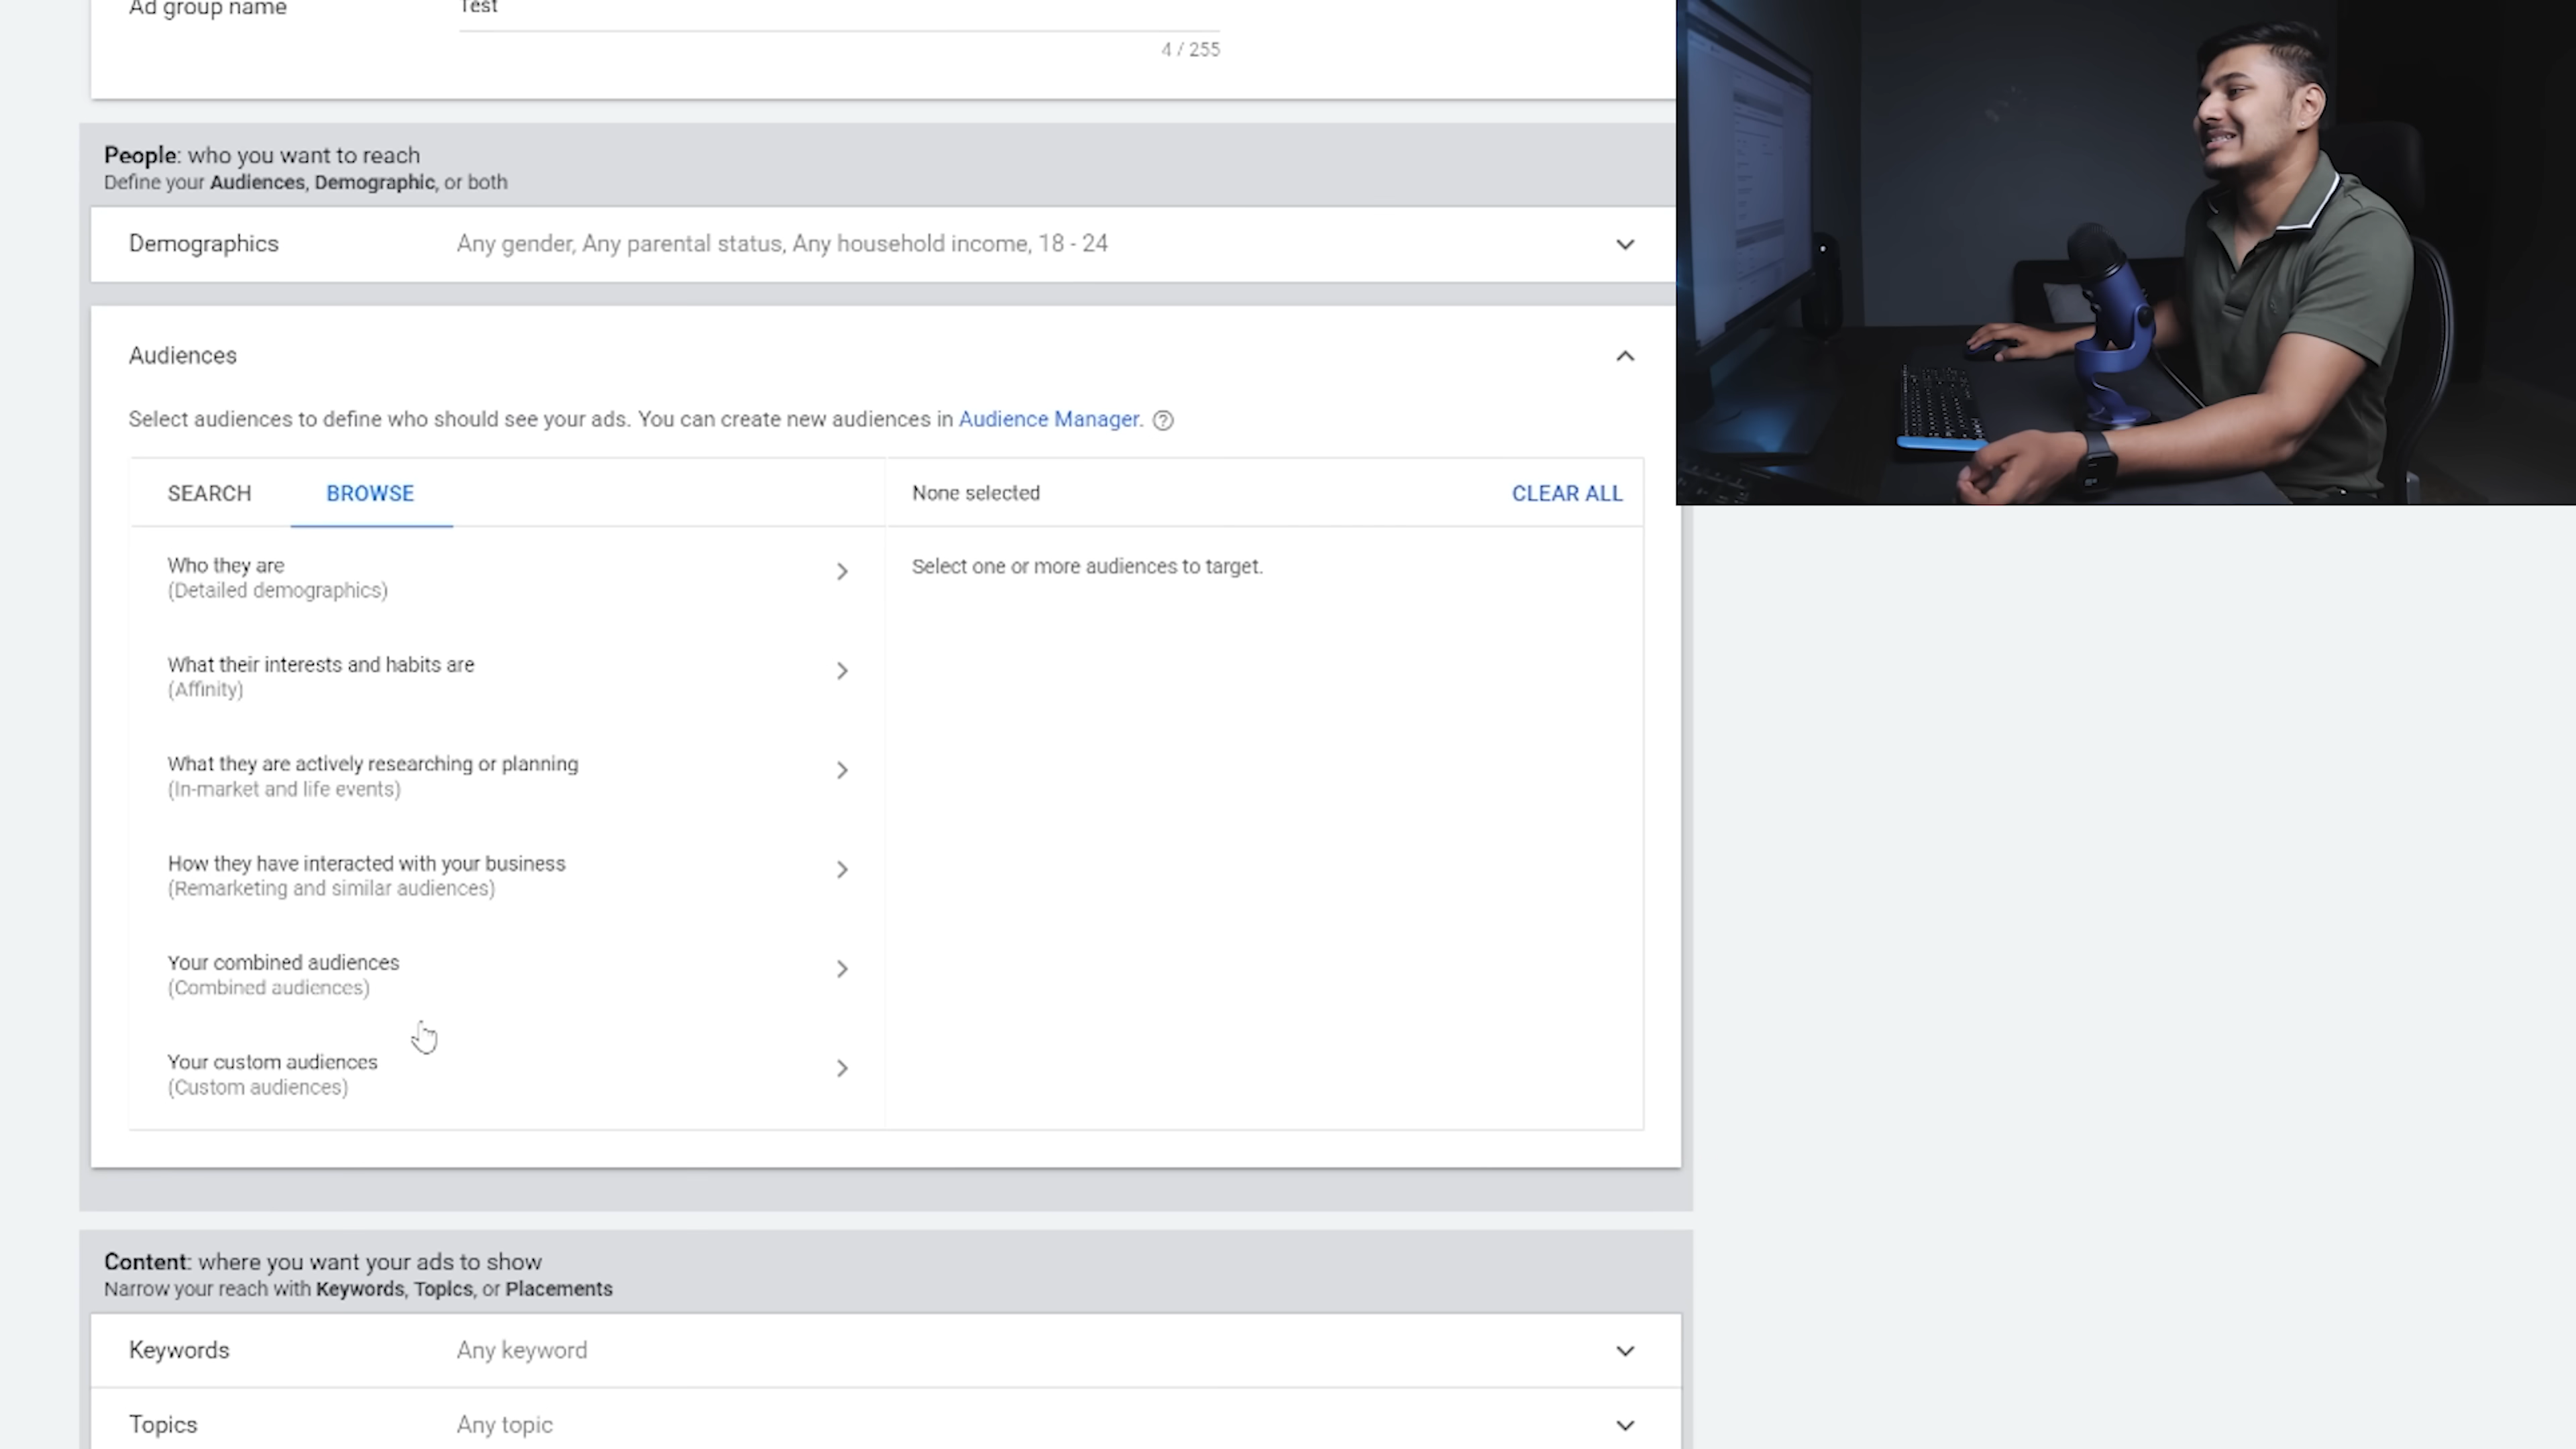 Ad group name
Test
4 / 255
People: who you want to reach
Define your Audiences, Demographic, or both
Demographics
Any gender, Any parental status, Any household income, 18 - 24
Audiences
Select audiences to define who should see your ads. You can create new audiences in Audience Manager.
SEARCH
BROWSE
None selected
CLEAR ALL
Who they are
(Detailed demographics)
Select one or more audiences to target.
What their interests and habits are
(Affinity)
What they are actively researching or planning
(In-market and life events)
How they have interacted with your business
(Remarketing and similar audiences)
Your combined audiences
(Combined audiences)
Your custom audiences
(Custom audiences)
Content: where you want your ads to show
Narrow your reach with Keywords, Topics, or Placements
Keywords
Any keyword
Topics
Any topic